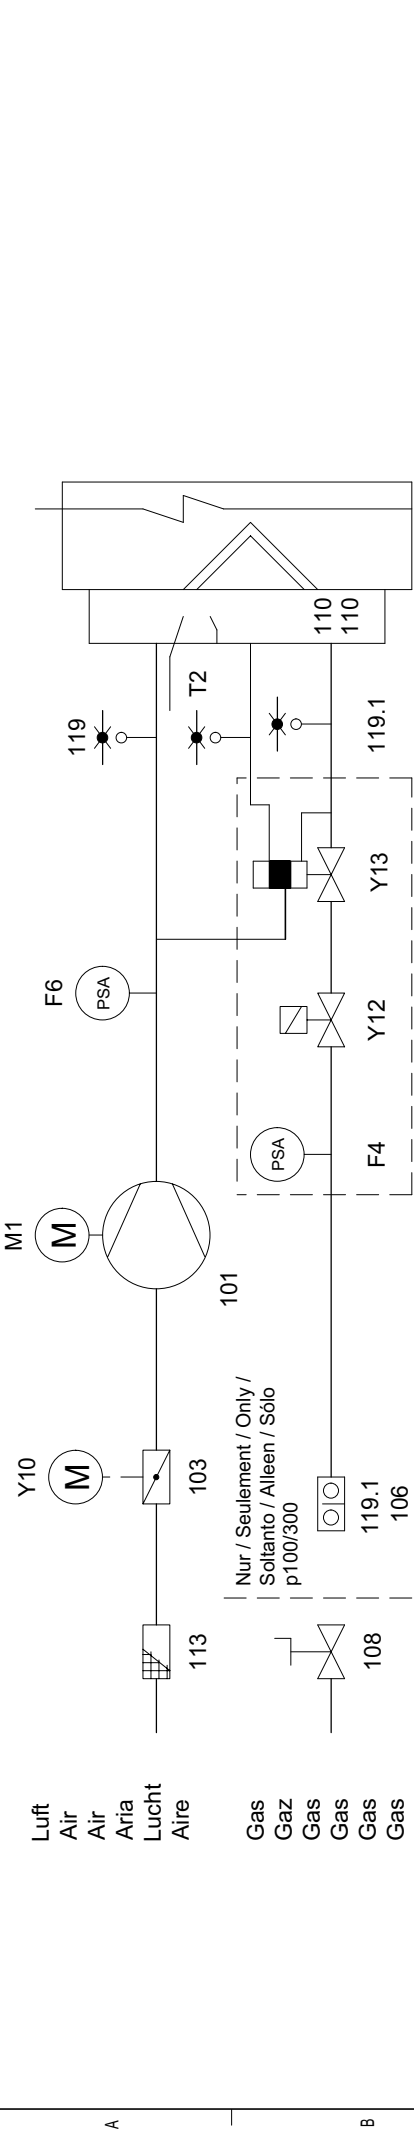 Luft
Air
Air
Aria
Lucht
Aire
113
Y10
M
103
M1
M
101
F6
PSA
119
T2
110
110
Gas
Gaz
Gas
Gas
Gas
Gas
108
Nur / Seulement / Only /
Soltanto / Alleen / Sólo
p100/300
119.1
106
PSA
F4
Y12
Y13
119.1
A
B